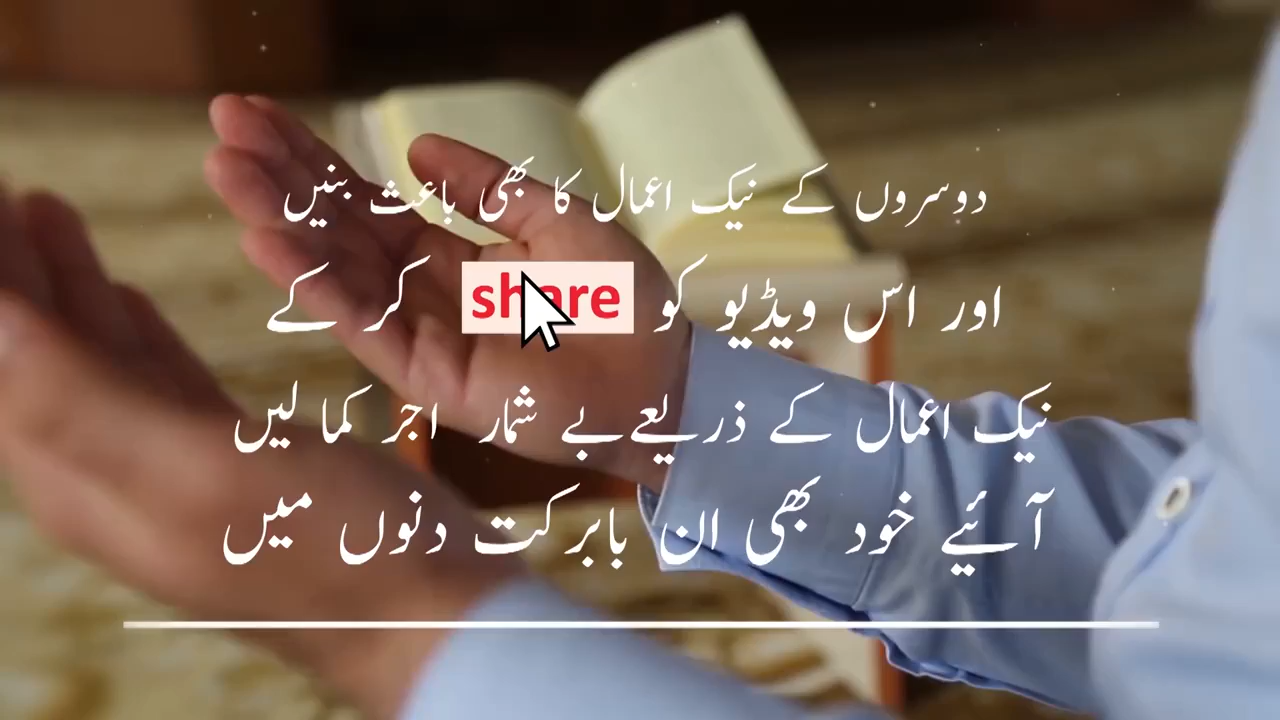 دوسروں کے نیک اعمال کا بھی باعث بنیں
اور اس ویڈیو کو share کر کے
نیک اعمال کے ذریعے بے شمار اجر کما لیں
آئیے خود بھی ان بابرکت دنوں میں